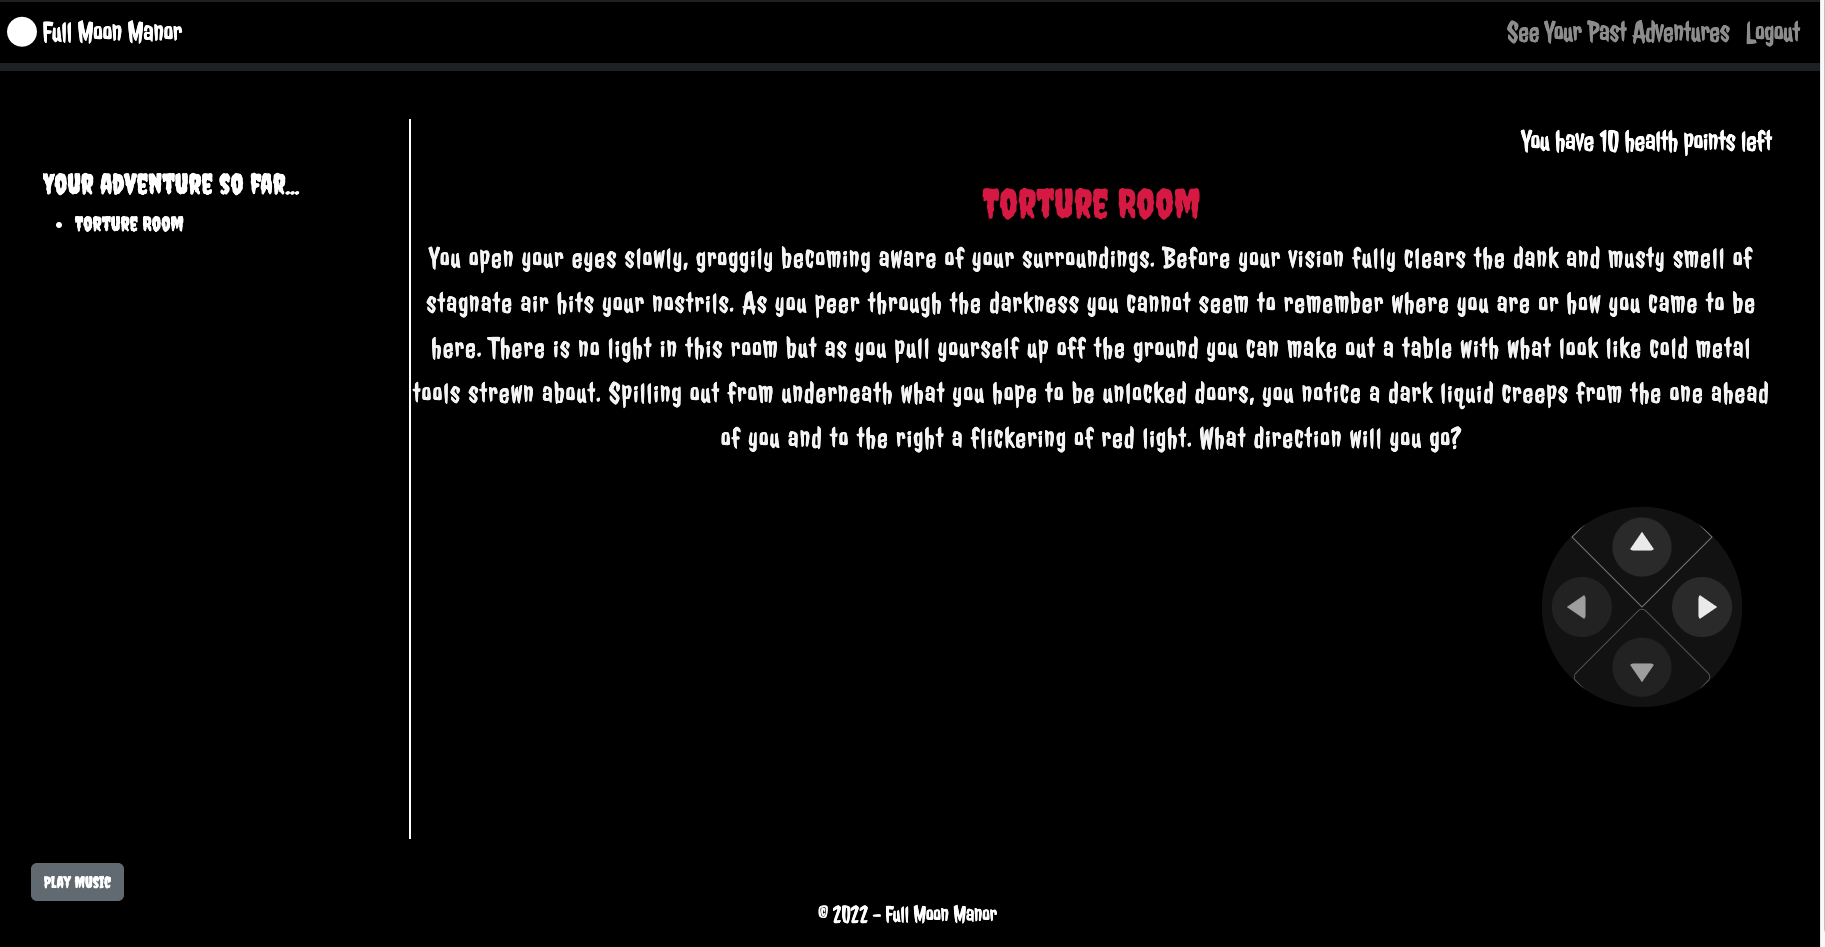 Full Moon Manor
See Your Past Adventures Logout
You have 10 health points left
YOUR ADVENTURE SO FAR...
• TORTURE ROOM
TORTURE ROOM
You open your eyes slowly, groggily becoming aware of your surroundings. Before your vision fully clears the dank and musty smell of
stagnate air hits your nostrils. As you peer through the darkness you cannot seem to remember where you are or how you came to be
here. There is no light in this room but as you pull yourself up off the ground you can make out a table with what look like cold metal
tools strewn about. Spilling out from underneath what you hope to be unlocked doors, you notice a dark liquid creeps from the one ahead
of you and to the right a flickering of red light. What direction will you go?
PLAY MUSIC
© 2022 - Full Moon Manor